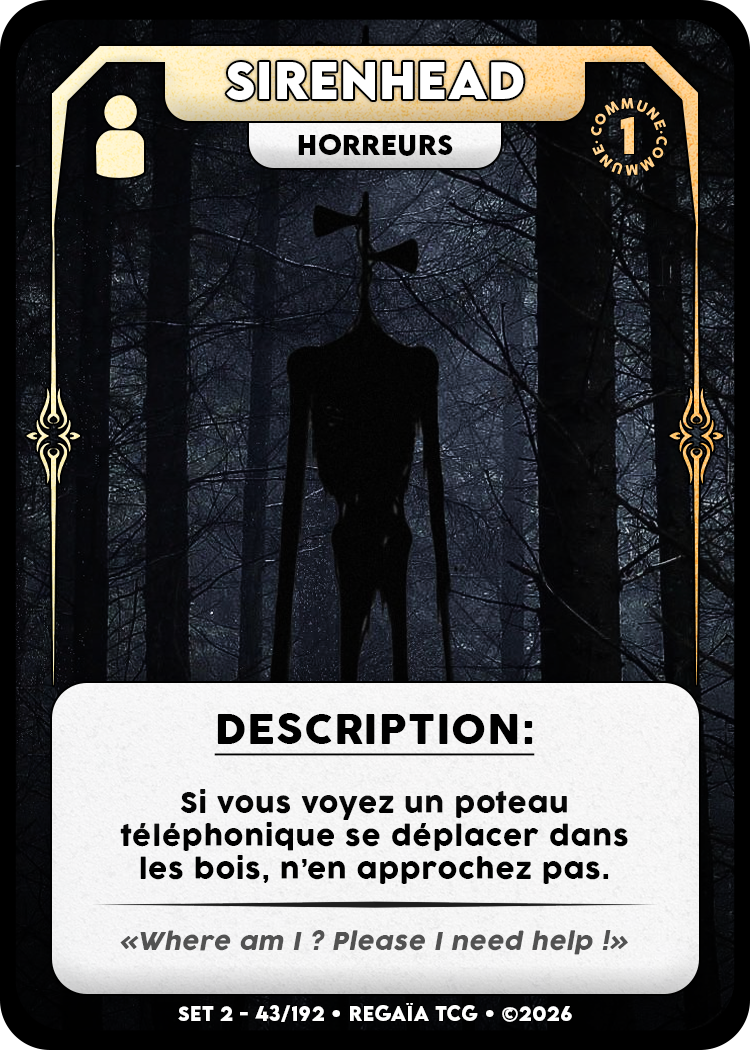 SIRENHEAD
HORREURS
COMMUNE·COMMUNE·
1
DESCRIPTION:
Si vous voyez un poteau
téléphonique se déplacer dans
les bois, n'en approchez pas.
«Where am I ? Please I need help !»
SET 2 - 43/192 • REGAÏA TCG • ©2026